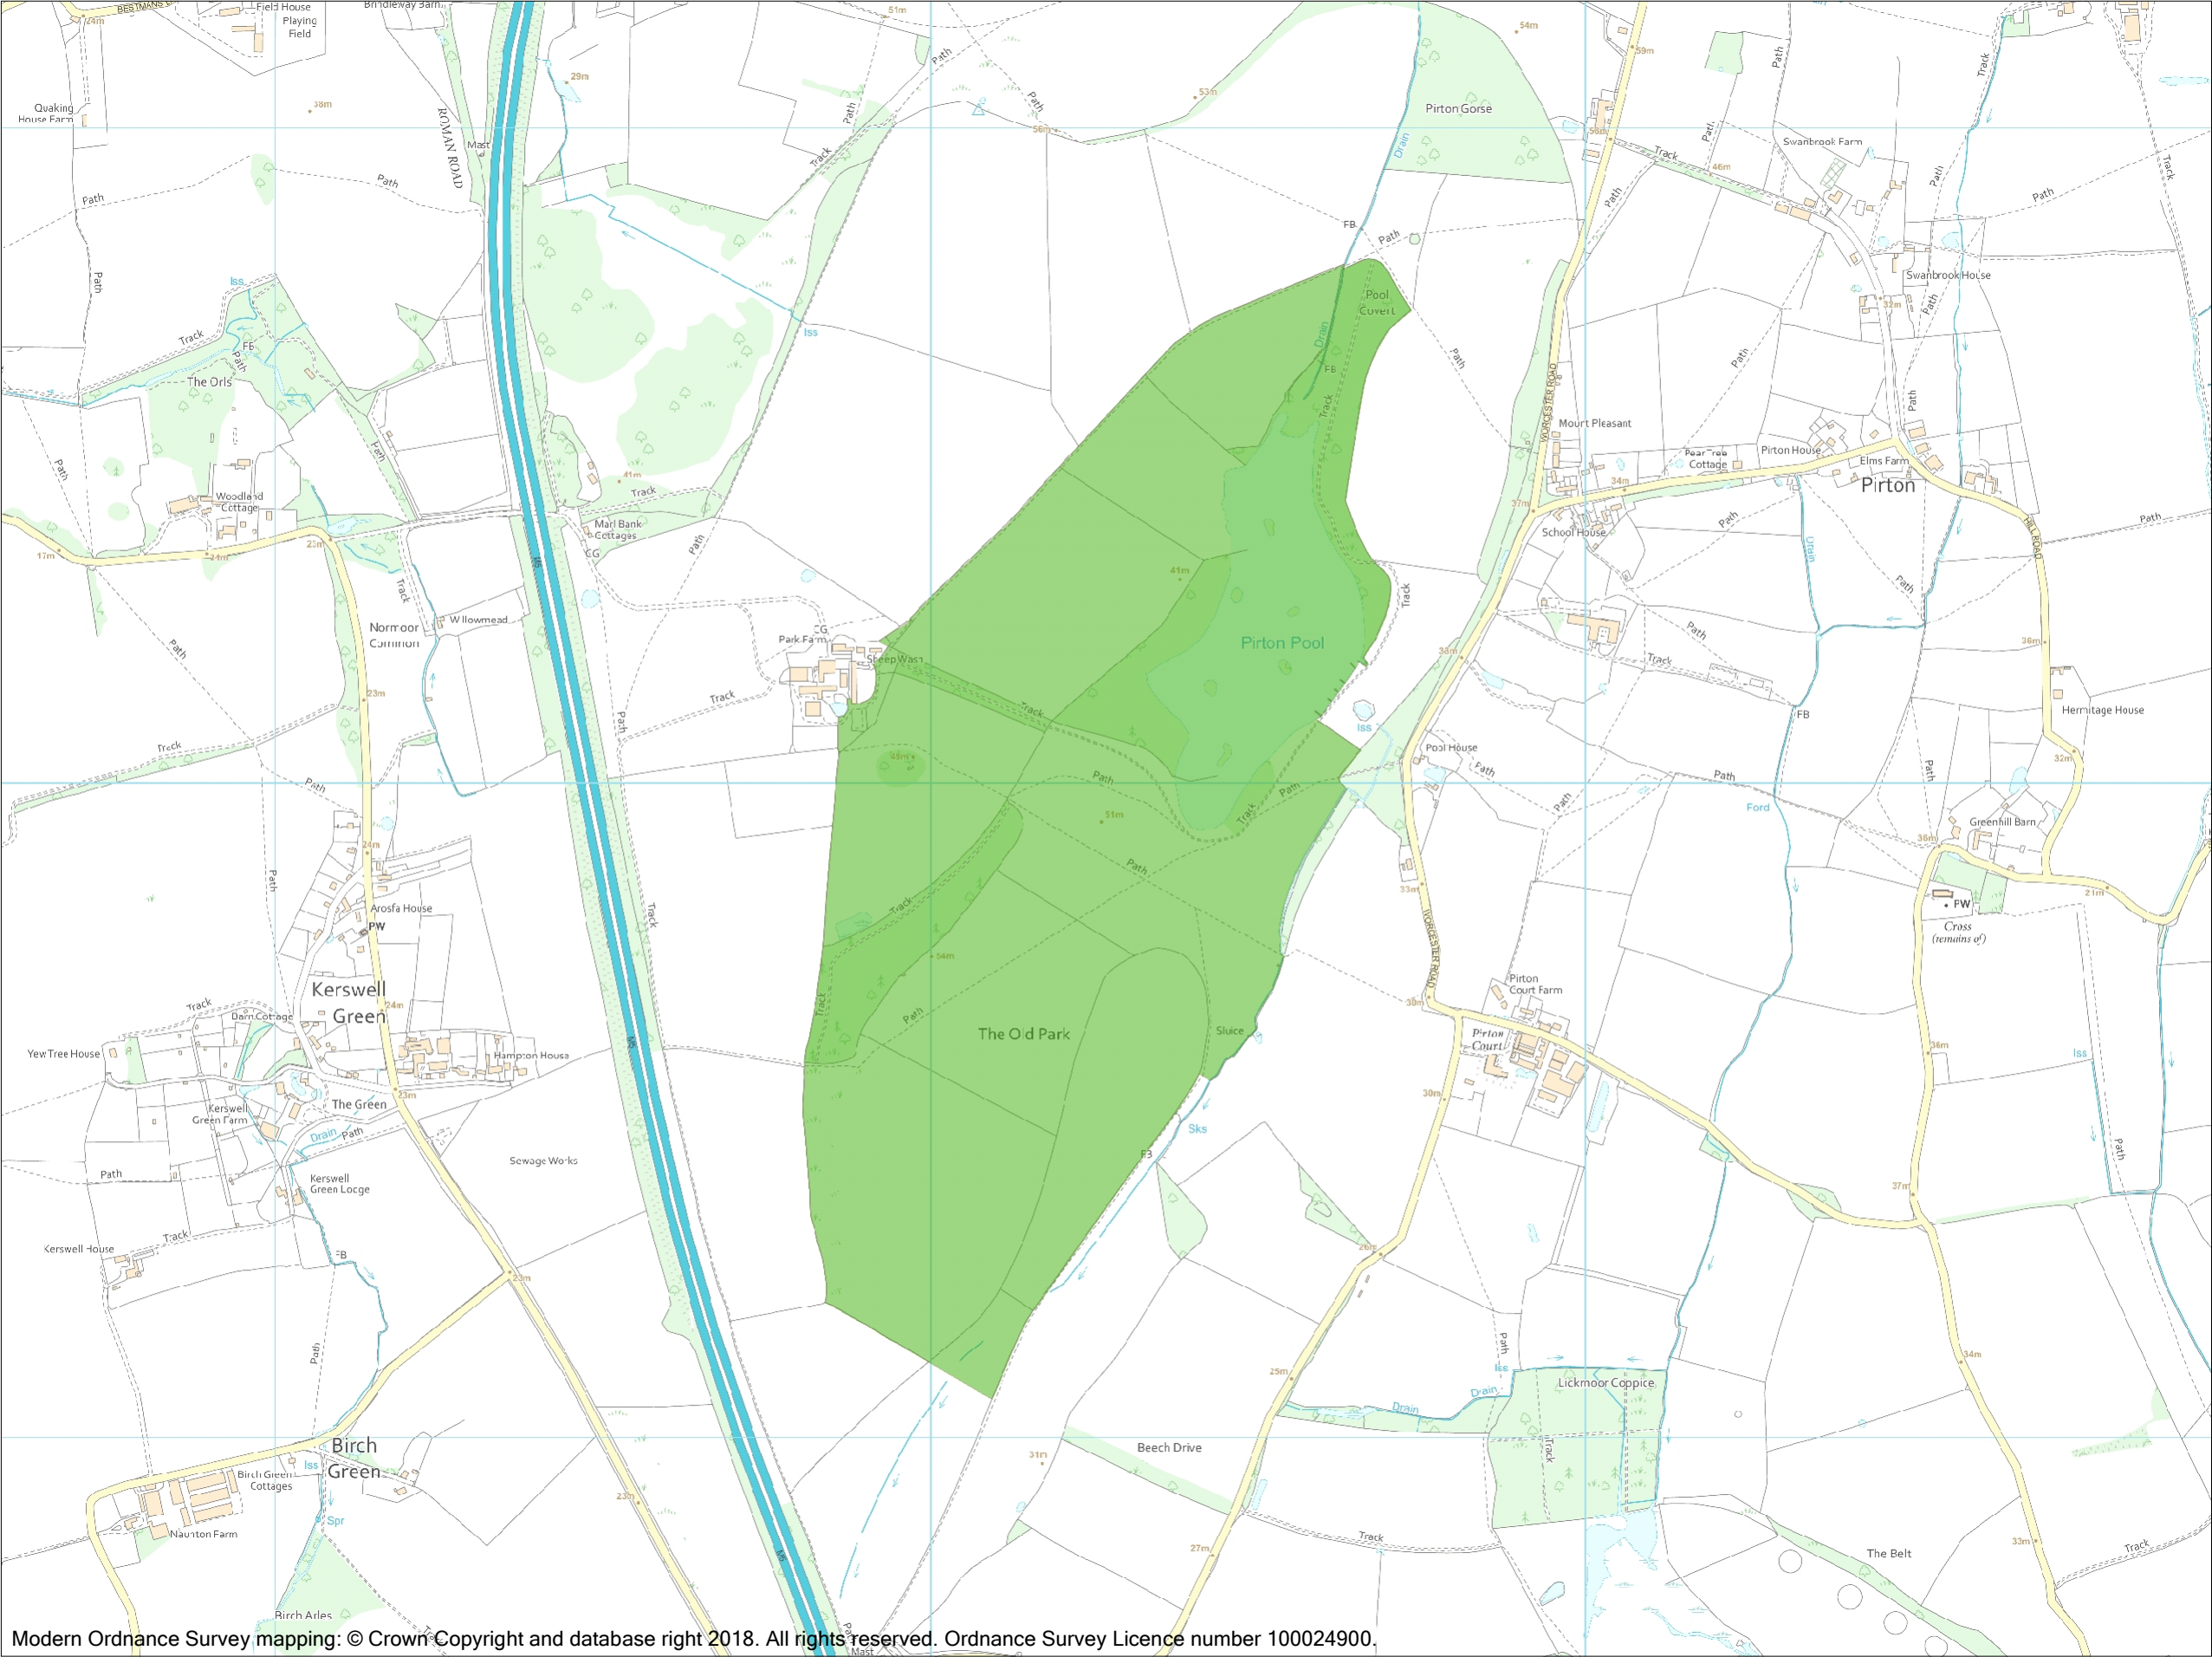 BESTMANS
24m
Field House
Playing
Field
Brindleway Barn
51m
54m
59m
Track
Path
29m
38m
Quaking
House Farm
ROMAN ROAD
Mast
Path
Path
Path
Track
Path
Path
53m
56m
Pirton Gorse
Drain
56m
Track
46m
Path
Path
Path
Swanbrook Farm
Path
Path
Track
Path
Iss
Path
Track
FB
Path
The Orls
Path
Path
Iss
FB
Path
Pool
Covert
Drain
FB
Track
Path
WORCESTER ROAD
Swanbrook House
32m
Path
Path
Path
Mount Pleasant
Pear Tree
Cottage
Pirton House
Elms Farm
Pirton
34m
37m
School House
Path
Drain
Path
HILL ROAD
Path
Woodland
Cottage
17m
21m
23m
41m
Track
Marl Bank
Cottages
CG
M5
Path
Track
Normoor
Common
Willowmead
Path
23m
Track
Path
Path
Track
CG
Park Farm
Sheep Wash
Track
41m
Pirton Pool
Track
38m
Path
Track
36m
Hermitage House
FB
Iss
Pool House
Path
Path
Path
Path
32m
Ford
48m
Path
51m
Path
Track
Path
Greenhill Barn
36m
21m
33m
PW
Cross
(remains of)
24m
Path
Arosfa House
PW
Track
Track
54m
WORCESTER ROAD
Kerswell
Green
24m
Track
Barn Cottage
Yew Tree House
Hampton House
M5
Track
Path
The Old Park
Sluice
30m
Pirton
Court Farm
Pirton
Court
36m
Iss
Path
23m
The Green
Kerswell
Green Farm
Drain
Path
Path
Sewage Works
Sks
FB
30m
37m
Kerswell
Green Lodge
Kerswell House
Track
FB
23m
26m
Path
Path
25m
Iss
Drain
Drain
Lickmoor Coppice
Track
34m
Birch
Green
Iss
Birch Green
Cottages
Spr
Naunton Farm
23m
M5
31m
Beech Drive
27m
Track
The Belt
33m
Track
Birch Arles
Track
Path
Mast
Modern Ordnance Survey mapping: © Crown Copyright and database right 2018. All rights reserved. Ordnance Survey Licence number 100024900.